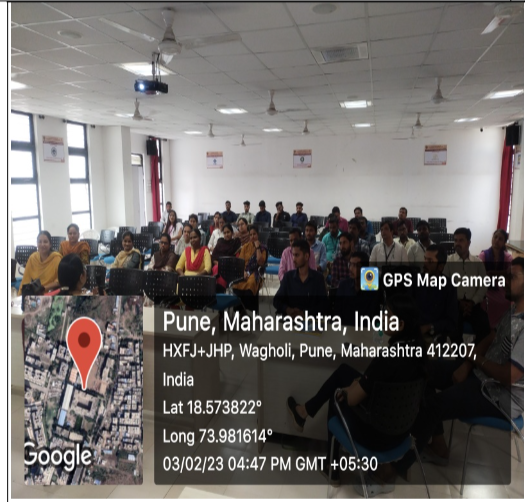 GPS Map Camera
Pune, Maharashtra, India
HXFJ+JHP, Wagholi, Pune, Maharashtra 412207,
India
Lat 18.573822°
Long 73.981614°
03/02/23 04:47 PM GMT +05:30
Google